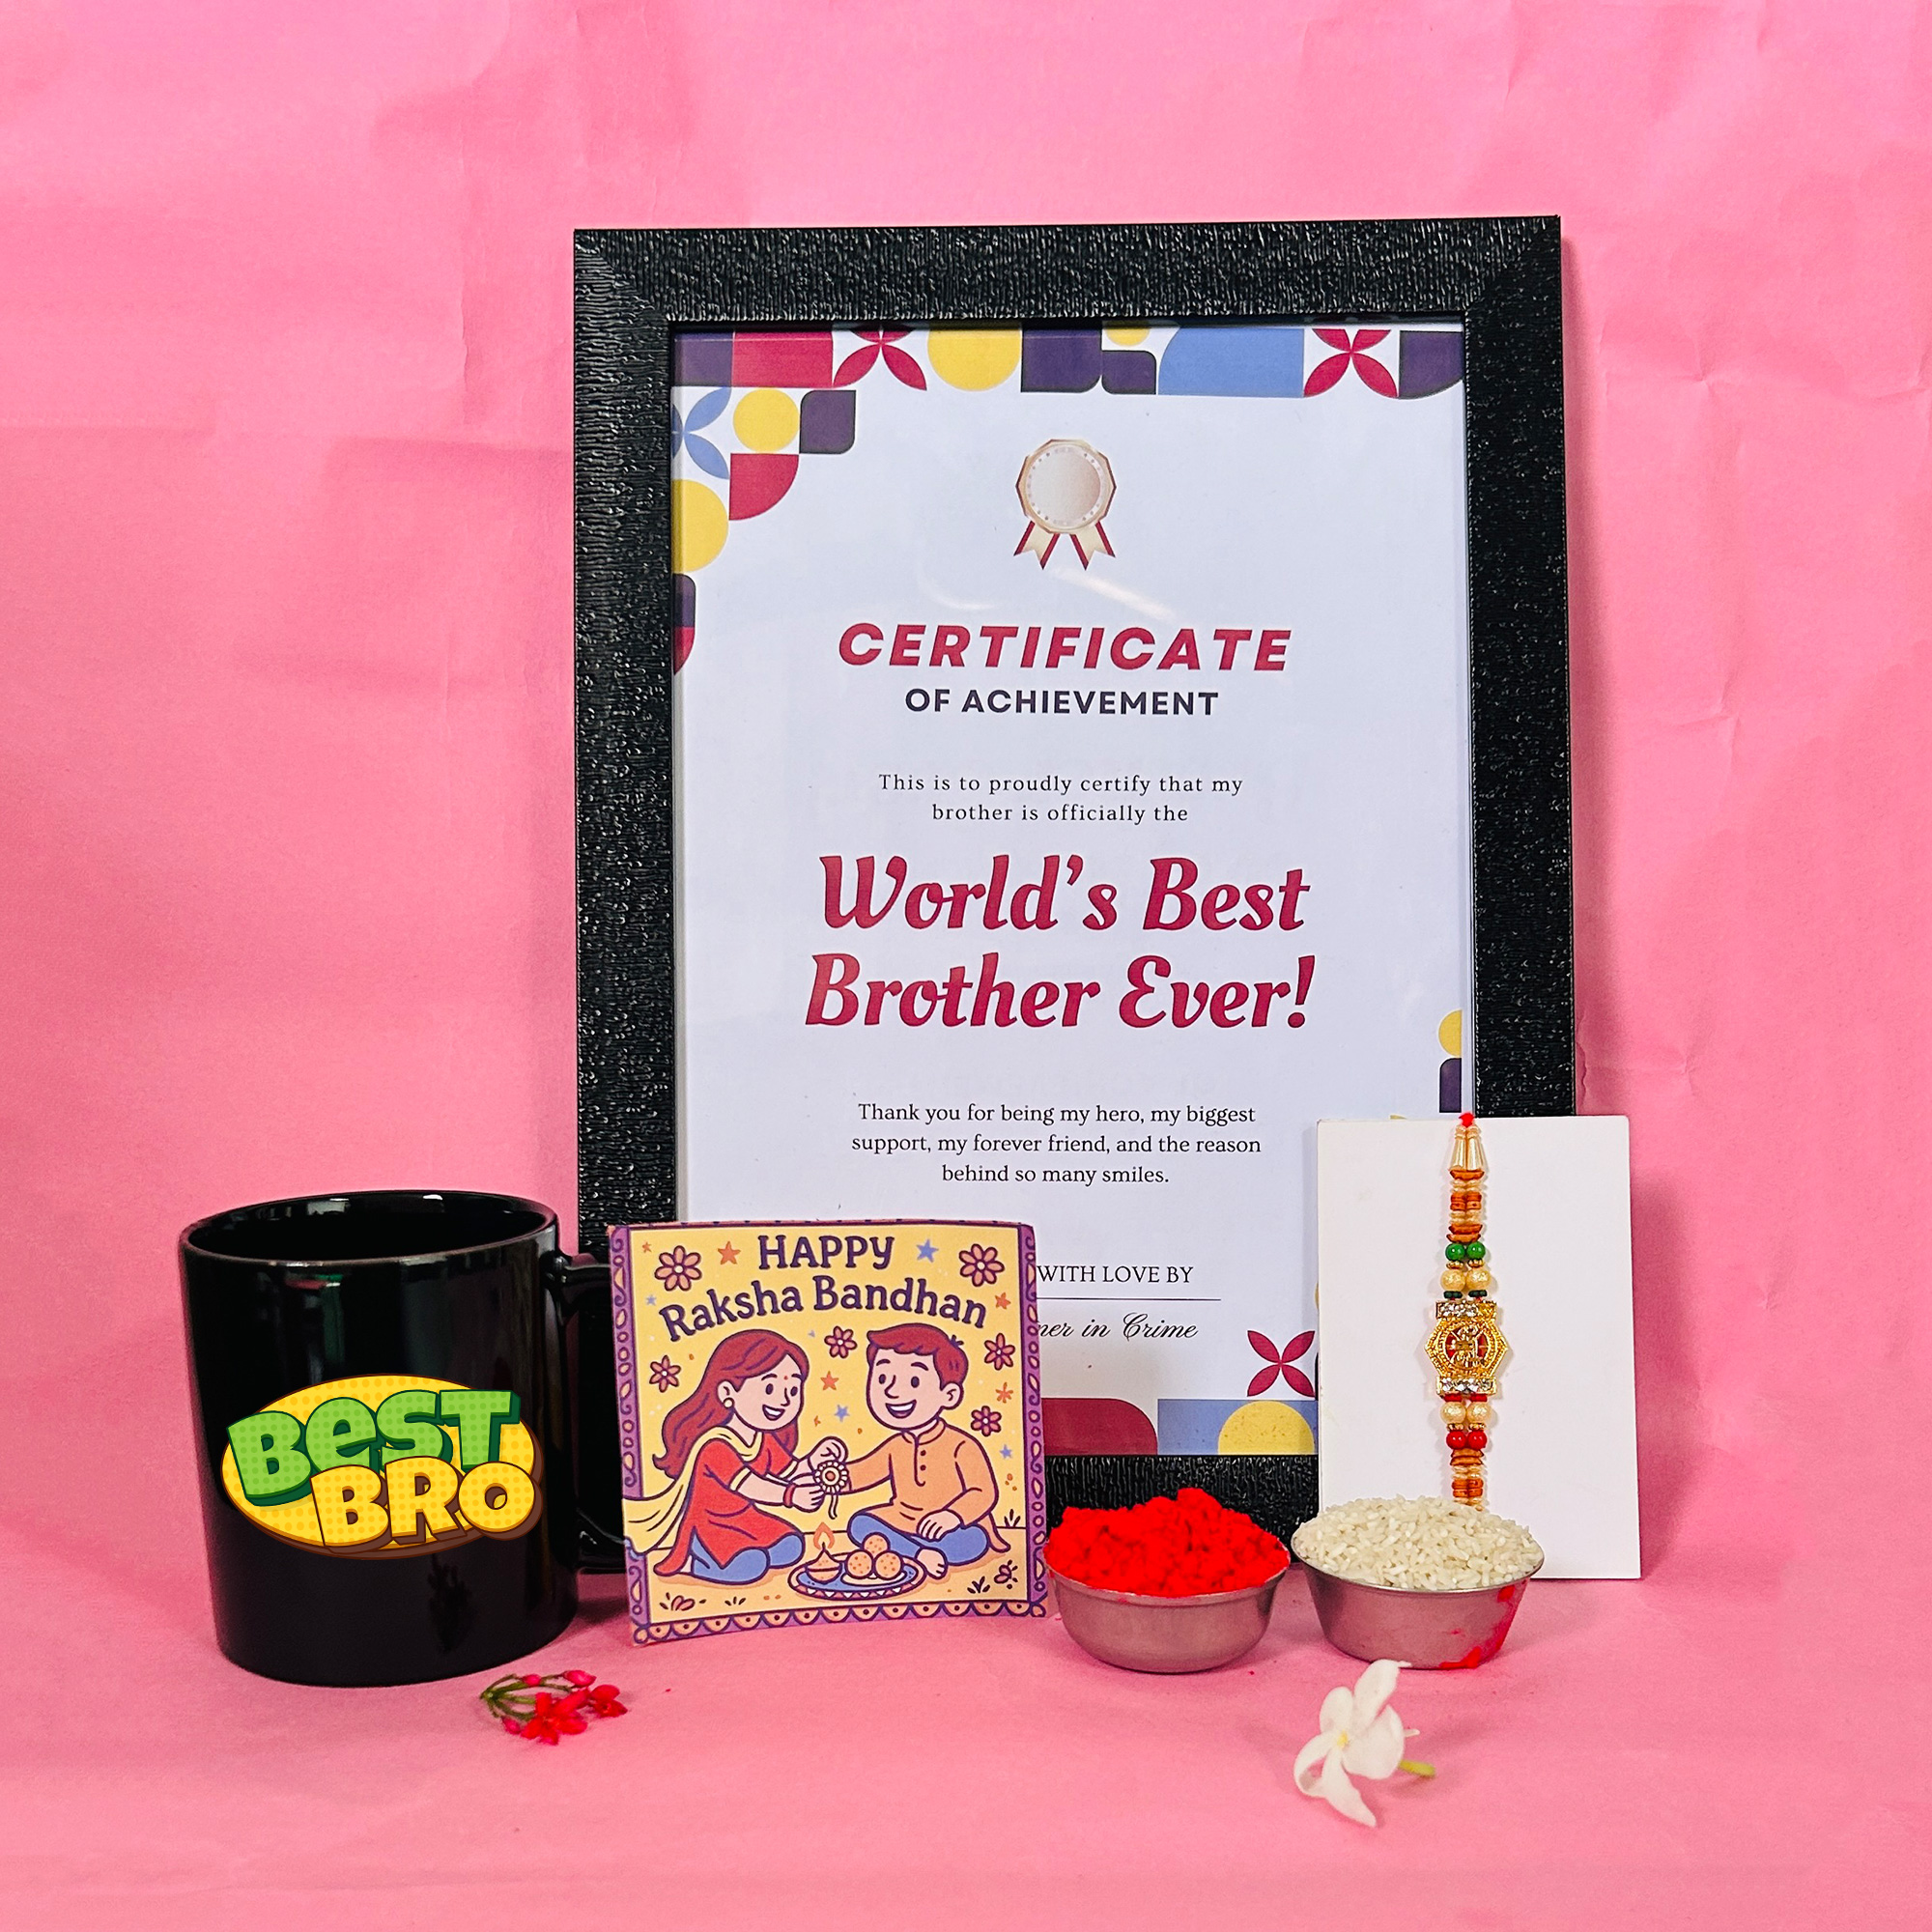 CERTIFICATE
OF ACHIEVEMENT
This is to proudly certify that my
brother is officially the
World's Best
Brother Ever!
Thank you for being my hero, my biggest
support, my forever friend, and the reason
behind so many smiles.
WITH LOVE BY
in Crime
HAPPY
Raksha Bandhan
BEST
BRO